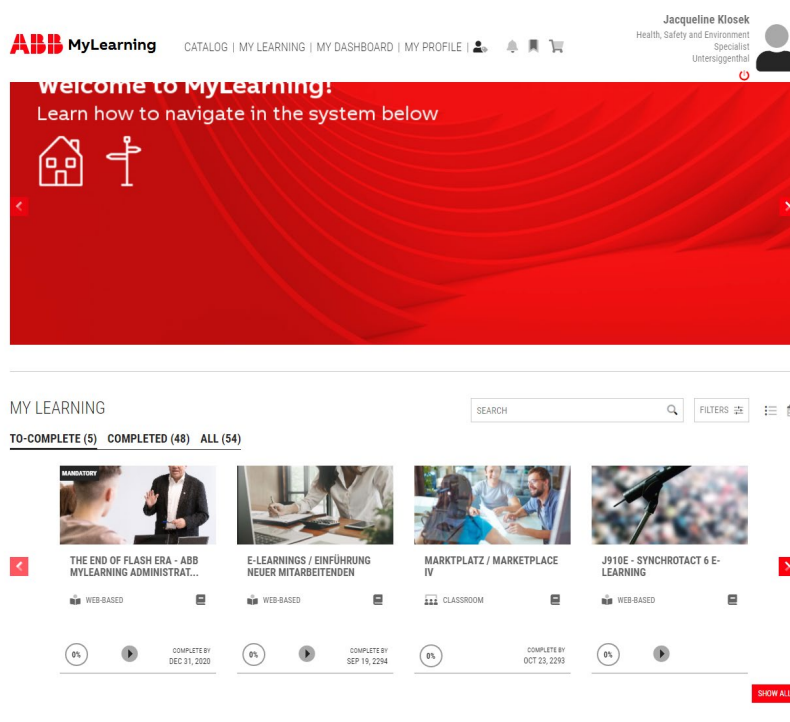 Jacqueline Klosek
ABB MyLearning
CATALOG | MY LEARNING | MY DASHBOARD | MY PROFILE |
Health, Safety and Environment
Specialist
Untersiggenthal
Welcome to MyLearning!
Learn how to navigate in the system below
MY LEARNING
SEARCH
FILTERS
TO-COMPLETE (5) COMPLETED (48) ALL (54)
MANDATORY
THE END OF FLASH ERA - ABB
MYLEARNING ADMINISTRAT...
WEB-BASED
0%
COMPLETE BY
DEC 31, 2020
E-LEARNINGS / EINFÜHRUNG
NEUER MITARBEITENDEN
WEB-BASED
0%
COMPLETE BY
SEP 19, 2294
MARKTPLATZ / MARKETPLACE
IV
CLASSROOM
0%
COMPLETE BY
OCT 23, 2293
J910E - SYNCHROTACT 6 E-
LEARNING
WEB-BASED
0%
SHOW ALL